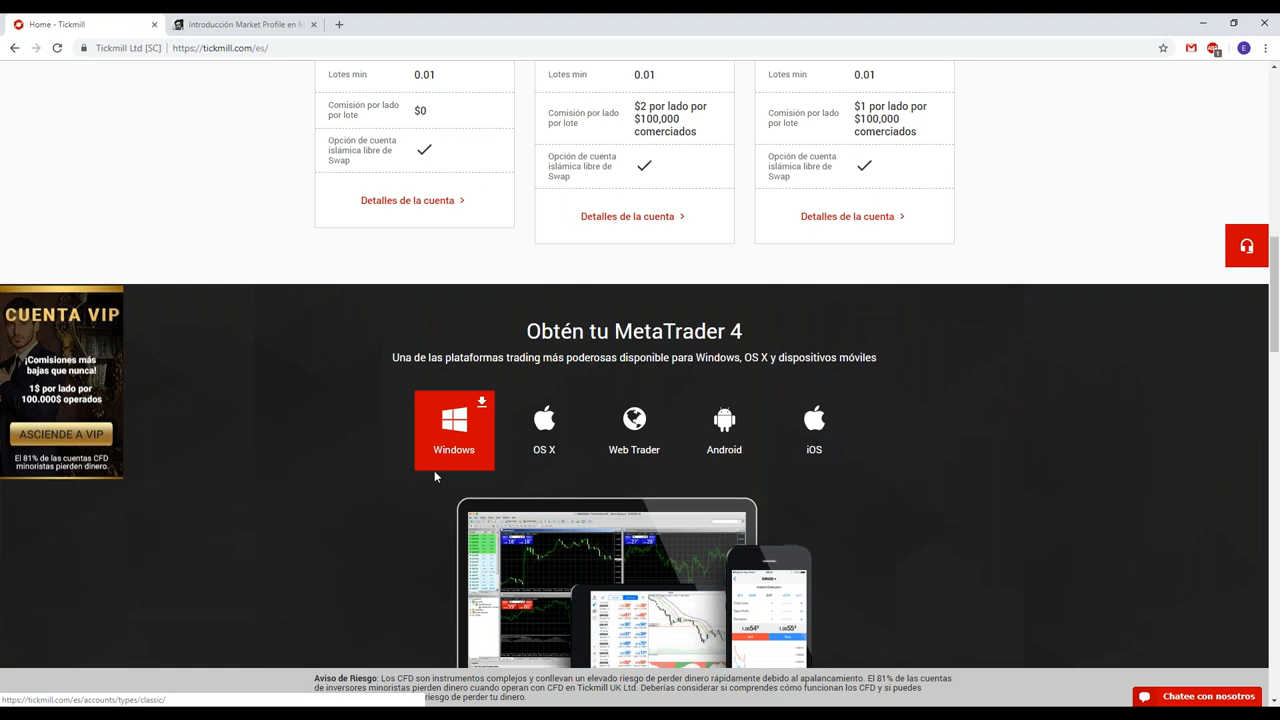 Home - Tickmill
Introducción Market Profile en M
Tickmill Ltd [SC]
https://tickmill.com/es/
E
1
Lotes min
0.01
Comisión por lado
por lote
$0
Opción de cuenta
islámica libre de
Swap
Detalles de la cuenta
Lotes min
0.01
Comisión por lado
por lote
$2 por lado por
$100,000
comerciados
Opción de cuenta
islámica libre de
Swap
Detalles de la cuenta
Lotes min
0.01
Comisión por lado
por lote
$1 por lado por
$100,000
comerciados
Opción de cuenta
islámica libre de
Swap
Detalles de la cuenta
CUENTA VIP
¡Comisiones más
bajas que nunca!
1$ por lado por
100.000$ operados
ASCIENDE A VIP
El 81% de las cuentas CFD
minoristas pierden dinero.
Obtén tu MetaTrader 4
Una de las plataformas trading más poderosas disponible para Windows, OS X y dispositivos móviles
Windows
OS X
Web Trader
Android
iOS
Aviso de Riesgo: Los CFD son instrumentos complejos y conllevan un elevado riesgo de perder dinero rápidamente debido al apalancamiento. El 81% de las cuentas
de inversores minoristas pierden dinero cuando operan con CFD en Tickmill UK Ltd. Deberías considerar si comprendes cómo funcionan los CFD y si puedes
riesgo de perder tu dinero.
https://tickmill.com/es/accounts/types/classic/
Chatee con nosotros